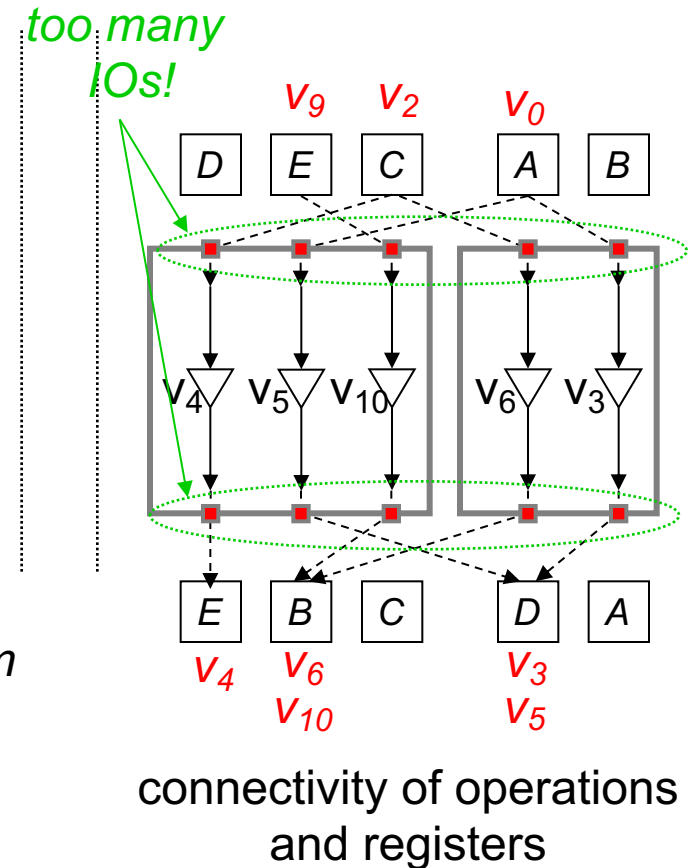 too many
IOs!
v9 v2 v0
D E C A B
v4 v5 v10 v6 v3
E B C D A
v4 v6 v3
v10 v5
connectivity of operations
and registers